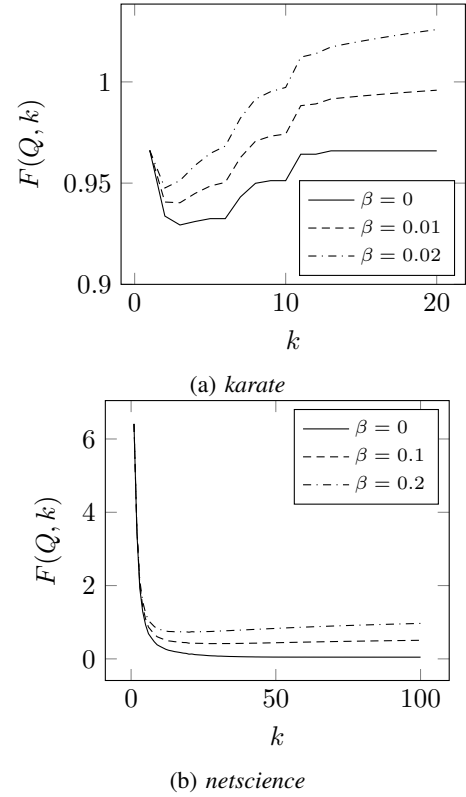 1
0.95
0.9
F(Q, k)
β = 0
β = 0.01
β = 0.02
0 10 20
k
(a) karate
6
4
2
0
F(Q, k)
β = 0
β = 0.1
β = 0.2
0 50 100
k
(b) netscience